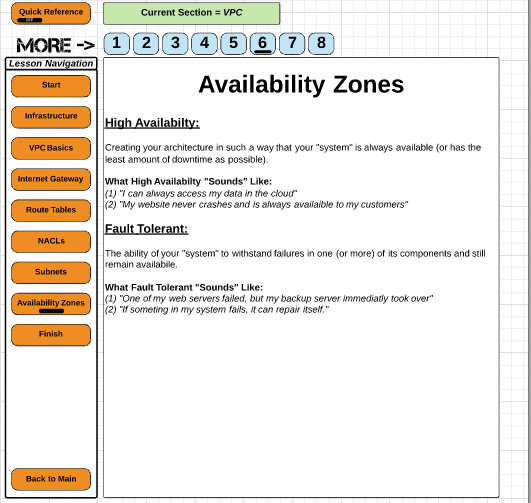 Quick Reference
Current Section = VPC
MORE -> 1 2 3 4 5 6 7 8
Lesson Navigation
Start
Infrastructure
VPC Basics
Internet Gateway
Route Tables
NACLs
Subnets
Availability Zones
Finish
Back to Main
Availability Zones
High Availabilty:
Creating your architecture in such a way that your "system" is always available (or has the
least amount of downtime as possible).
What High Availabilty "Sounds" Like:
(1) "I can always access my data in the cloud"
(2) "My website never crashes and is always availaible to my customers"
Fault Tolerant:
The ability of your "system" to withstand failures in one (or more) of its components and still
remain availabile.
What Fault Tolerant "Sounds" Like:
(1) "One of my web servers failed, but my backup server immediatly took over"
(2) "If someting in my system fails, it can repair itself."